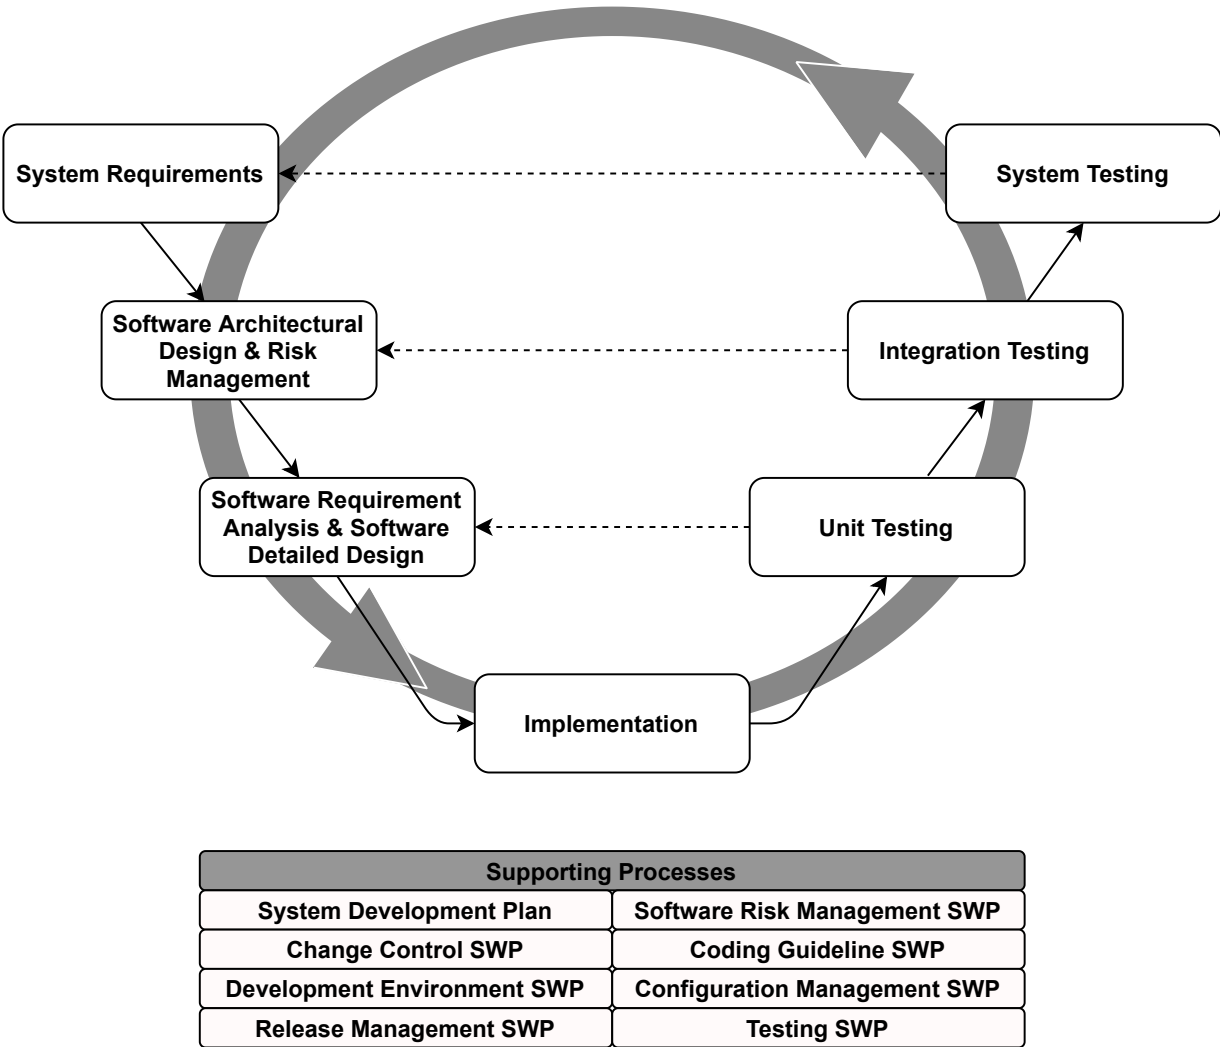 System Requirements
System Testing
Software Architectural
Design & Risk
Management
Integration Testing
Software Requirement
Analysis & Software
Detailed Design
Unit Testing
Implementation
Supporting Processes
System Development Plan
Software Risk Management SWP
Change Control SWP
Coding Guideline SWP
Development Environment SWP
Configuration Management SWP
Release Management SWP
Testing SWP